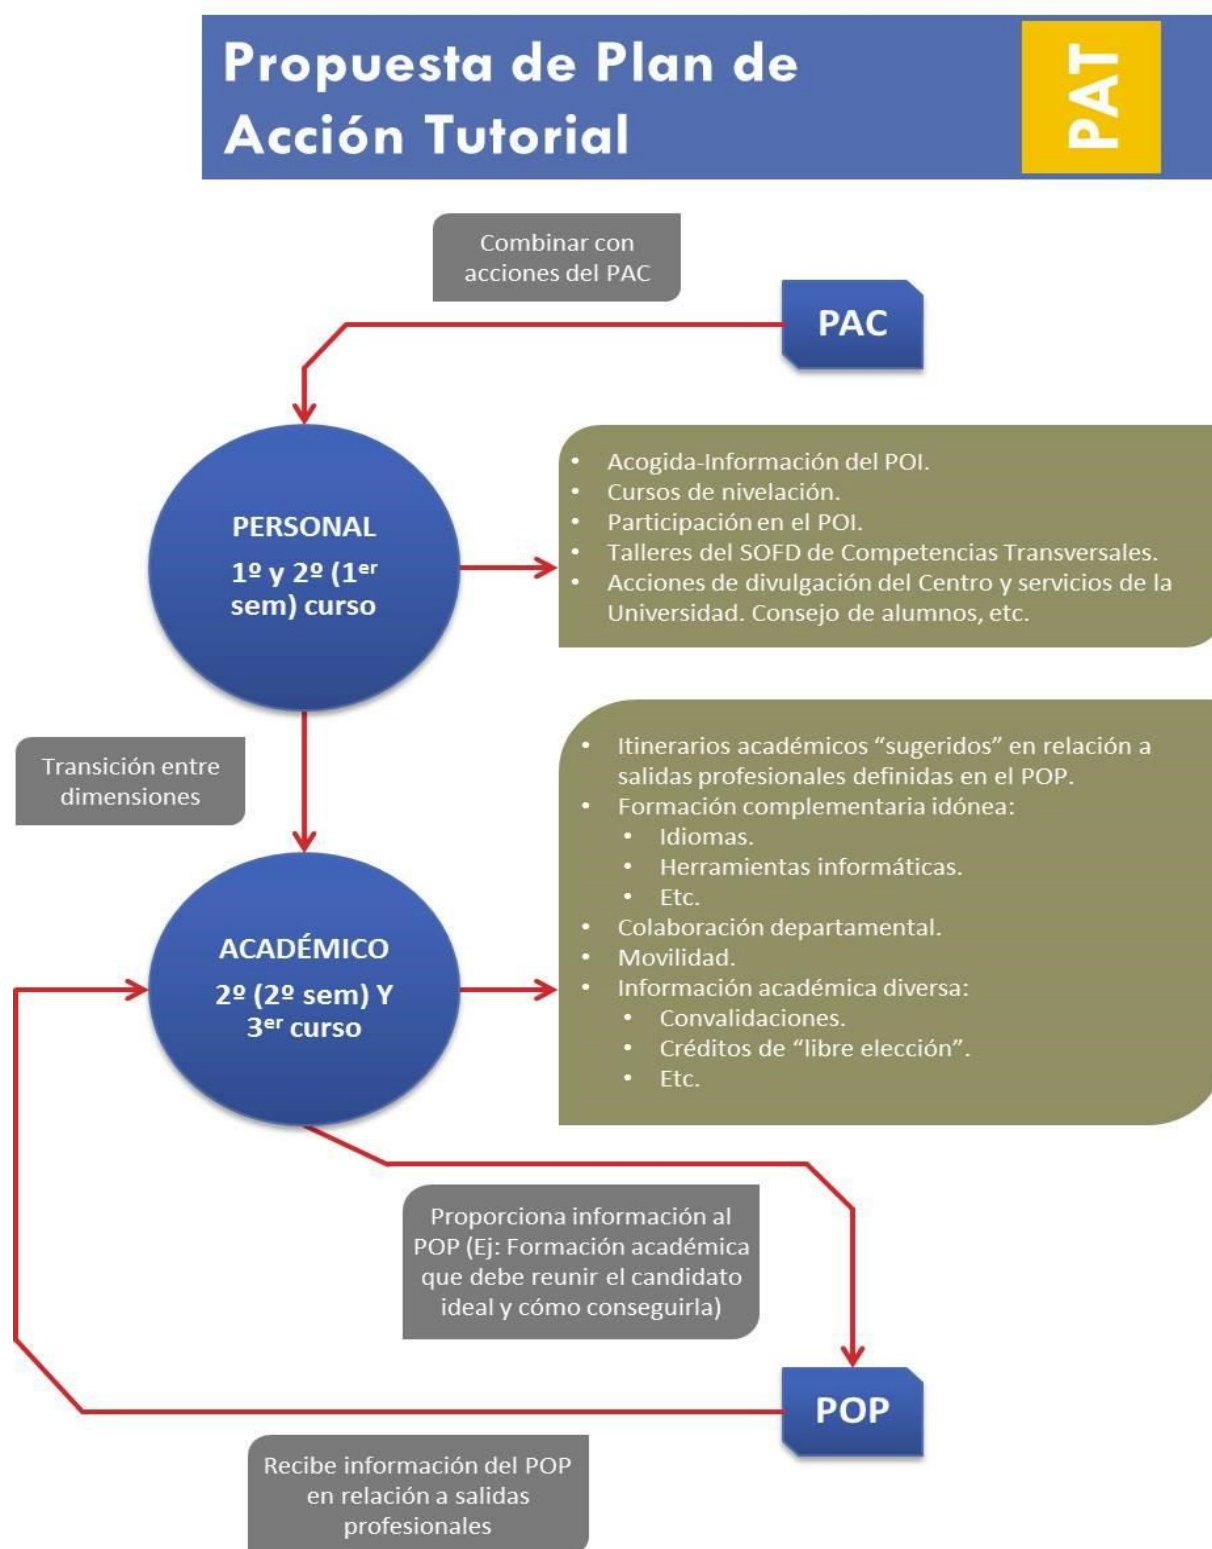 Propuesta de Plan de
Acción Tutorial
PAT
Combinar con
acciones del PAC
PAC
PERSONAL
1º y 2º (1er
sem) curso
• Acogida-Información del POI.
• Cursos de nivelación.
• Participación en el POI.
• Talleres del SOFD de Competencias Transversales.
• Acciones de divulgación del Centro y servicios de la
Universidad. Consejo de alumnos, etc.
Transición entre
dimensiones
ACADÉMICO
2º (2º sem) Y
3er curso
• Itinerarios académicos “sugeridos” en relación a
salidas profesionales definidas en el POP.
• Formación complementaria idónea:
• Idiomas.
• Herramientas informáticas.
• Etc.
• Colaboración departamental.
• Movilidad.
• Información académica diversa:
• Convalidaciones.
• Créditos de “libre elección”.
• Etc.
Proporciona información al
POP (Ej: Formación académica
que debe reunir el candidato
ideal y cómo conseguirla)
POP
Recibe información del POP
en relación a salidas
profesionales